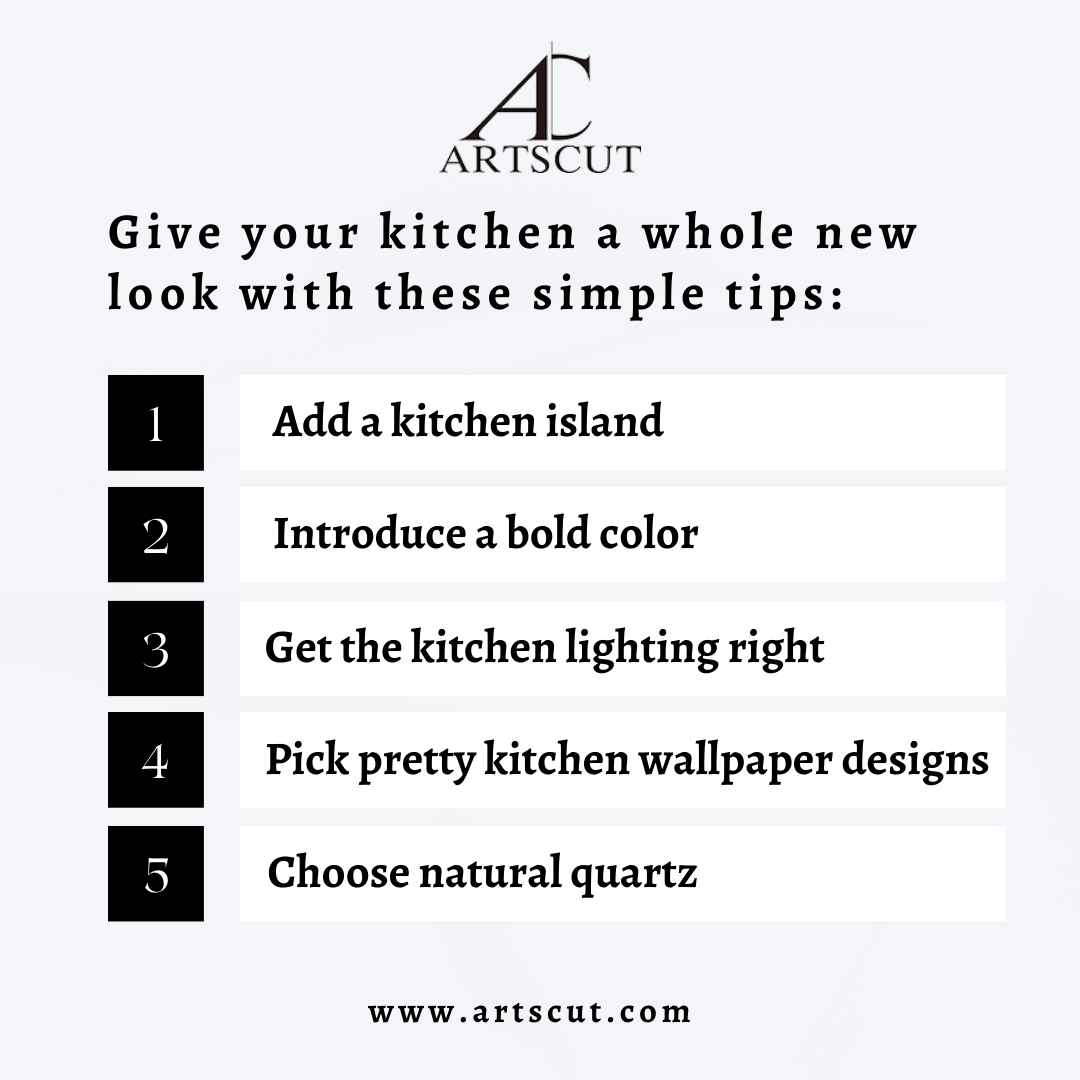 AC
ARTSCUT
Give your kitchen a whole new
look with these simple tips:
1 Add a kitchen island
2 Introduce a bold color
3 Get the kitchen lighting right
4 Pick pretty kitchen wallpaper designs
5 Choose natural quartz
www.artscut.com